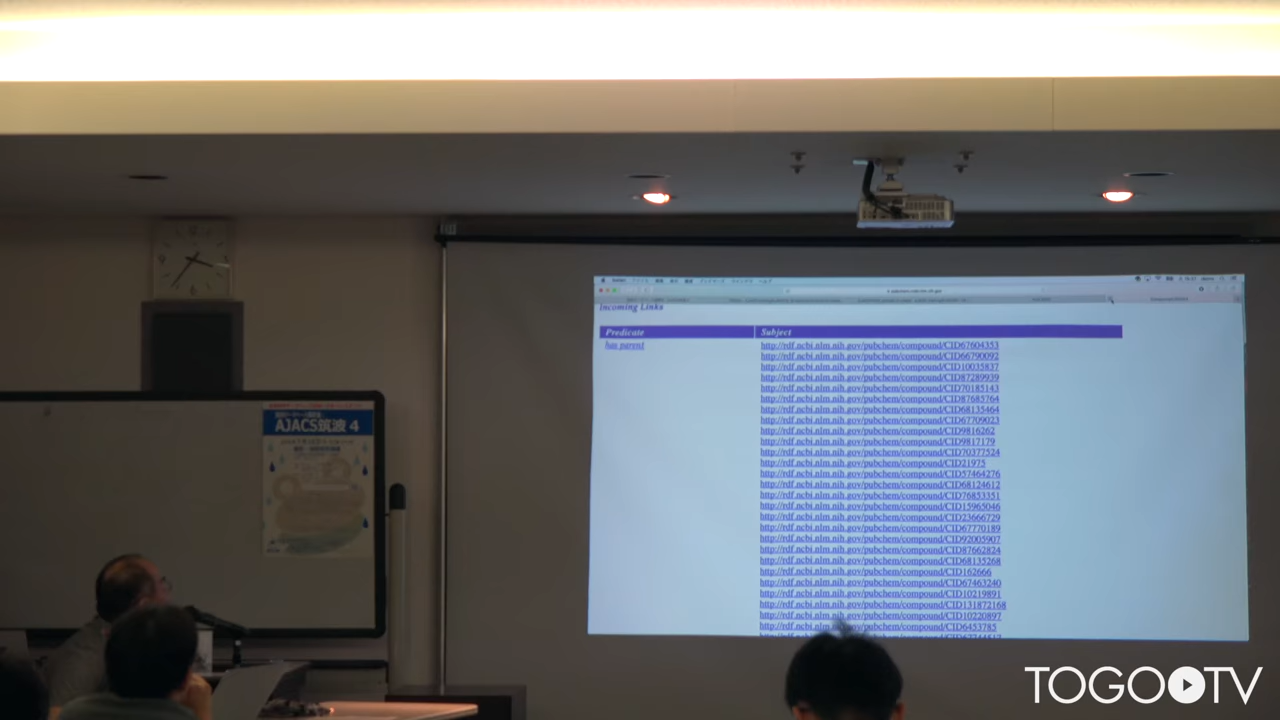 Incoming Links
Predicate Subject
has parent http://rdf.ncbi.nlm.nih.gov/pubchem/compound/CID67604353
http://rdf.ncbi.nlm.nih.gov/pubchem/compound/CID66790092
http://rdf.ncbi.nlm.nih.gov/pubchem/compound/CID10035837
http://rdf.ncbi.nlm.nih.gov/pubchem/compound/CID87289939
http://rdf.ncbi.nlm.nih.gov/pubchem/compound/CID70185143
http://rdf.ncbi.nlm.nih.gov/pubchem/compound/CID87685764
http://rdf.ncbi.nlm.nih.gov/pubchem/compound/CID68135464
http://rdf.ncbi.nlm.nih.gov/pubchem/compound/CID67709023
http://rdf.ncbi.nlm.nih.gov/pubchem/compound/CID9816262
http://rdf.ncbi.nlm.nih.gov/pubchem/compound/CID9817179
http://rdf.ncbi.nlm.nih.gov/pubchem/compound/CID70377524
http://rdf.ncbi.nlm.nih.gov/pubchem/compound/CID21975
http://rdf.ncbi.nlm.nih.gov/pubchem/compound/CID57464276
http://rdf.ncbi.nlm.nih.gov/pubchem/compound/CID68124612
http://rdf.ncbi.nlm.nih.gov/pubchem/compound/CID76853351
http://rdf.ncbi.nlm.nih.gov/pubchem/compound/CID15965046
http://rdf.ncbi.nlm.nih.gov/pubchem/compound/CID23666729
http://rdf.ncbi.nlm.nih.gov/pubchem/compound/CID67770189
http://rdf.ncbi.nlm.nih.gov/pubchem/compound/CID92005907
http://rdf.ncbi.nlm.nih.gov/pubchem/compound/CID87662824
http://rdf.ncbi.nlm.nih.gov/pubchem/compound/CID68135268
http://rdf.ncbi.nlm.nih.gov/pubchem/compound/CID162666
http://rdf.ncbi.nlm.nih.gov/pubchem/compound/CID67463240
http://rdf.ncbi.nlm.nih.gov/pubchem/compound/CID10219891
http://rdf.ncbi.nlm.nih.gov/pubchem/compound/CID131872168
http://rdf.ncbi.nlm.nih.gov/pubchem/compound/CID10220897
http://rdf.ncbi.nlm.nih.gov/pubchem/compound/CID6453785
AJACS筑波4
TOGOTV